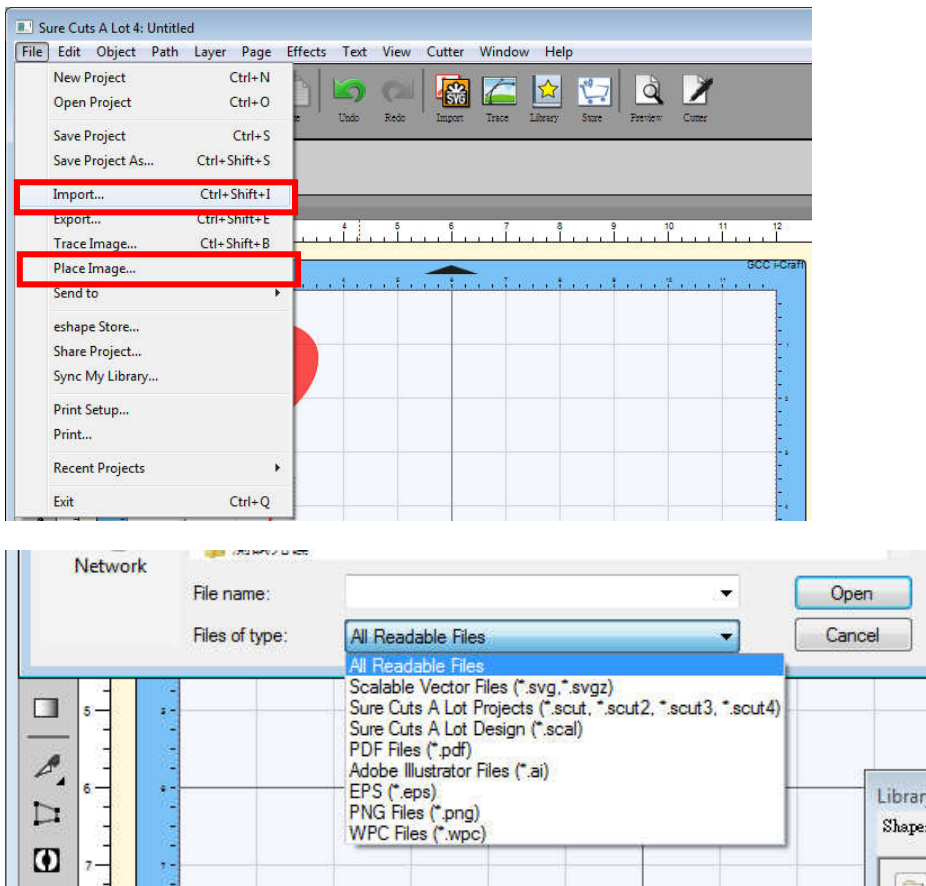 Sure Cuts A Lot 4: Untitled
File Edit Object Path Layer Page Effects Text View Cutter Window Help
New Project Ctrl+N
Open Project Ctrl+O
Undo Redo Import Trace Library Store Preview Cutter
SVG
Save Project Ctrl+S
Save Project As... Ctrl+Shift+S
Import... Ctrl+Shift+I
Export... Ctrl+Shift+E
Trace Image... Ctl+Shift+B
4 5 6 7 8 9 10 11 12
Place Image...
GCC i-Craft
Send to
eshape Store...
Share Project...
Sync My Library...
Print Setup...
Print...
Recent Projects
Exit Ctrl+Q
Network
File name:
Open
Files of type: All Readable Files
Cancel
All Readable Files
Scalable Vector Files (*.svg,*.svgz)
Sure Cuts A Lot Projects (*.scut, *.scut2, *.scut3, *.scut4)
Sure Cuts A Lot Design (*.scal)
PDF Files (*.pdf)
Adobe Illustrator Files (*.ai)
EPS (*.eps)
PNG Files (*.png)
WPC Files (*.wpc)
5
6
7
Librar
Shape